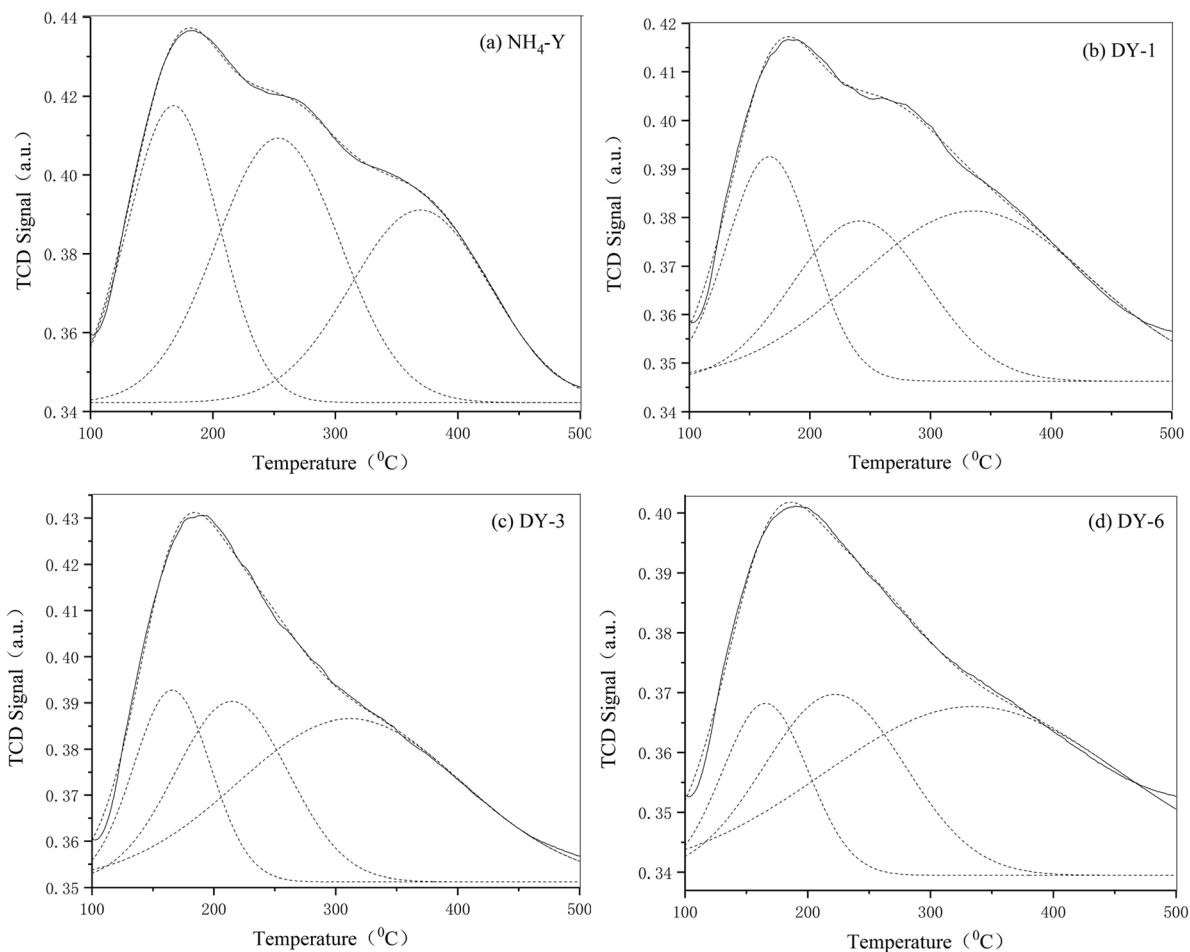 (a) NH4-Y
TCD Signal（a.u.）
0.44
0.42
0.40
0.38
0.36
0.34
100 200 300 400 500
Temperature（⁰C）
(b) DY-1
TCD Signal（a.u.）
0.42
0.41
0.40
0.39
0.38
0.37
0.36
0.35
0.34
100 200 300 400 500
Temperature（⁰C）
(c) DY-3
TCD Signal（a.u.）
0.43
0.42
0.41
0.40
0.39
0.38
0.37
0.36
0.35
100 200 300 400 500
Temperature（⁰C）
(d) DY-6
TCD Signal（a.u.）
0.40
0.39
0.38
0.37
0.36
0.35
0.34
100 200 300 400 500
Temperature（⁰C）